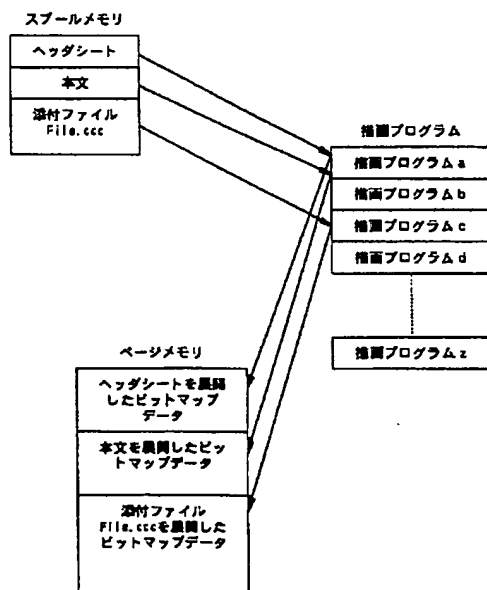 スプールメモリ
ヘッダシート
本文
添付ファイル
File.ccc
描画プログラム
描画プログラムa
描画プログラムb
描画プログラムc
描画プログラムd
描画プログラムz
ページメモリ
ヘッダシートを展開
したビットマップ
データ
本文を展開したビッ
トマップデータ
添付ファイル
File.cccを展開した
ビットマップデータ